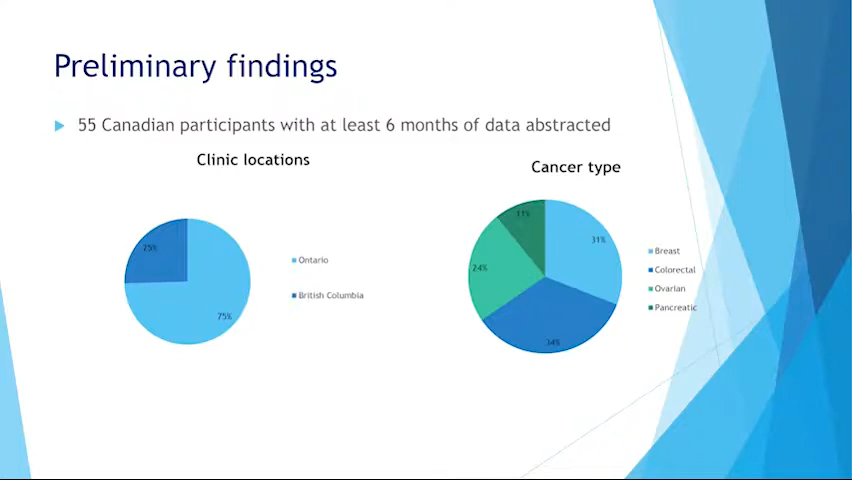 Preliminary findings
55 Canadian participants with at least 6 months of data abstracted
Clinic locations
25%
75%
Ontario
British Columbia
Cancer type
11%
31%
24%
34%
Breast
Colorectal
Ovarian
Pancreatic